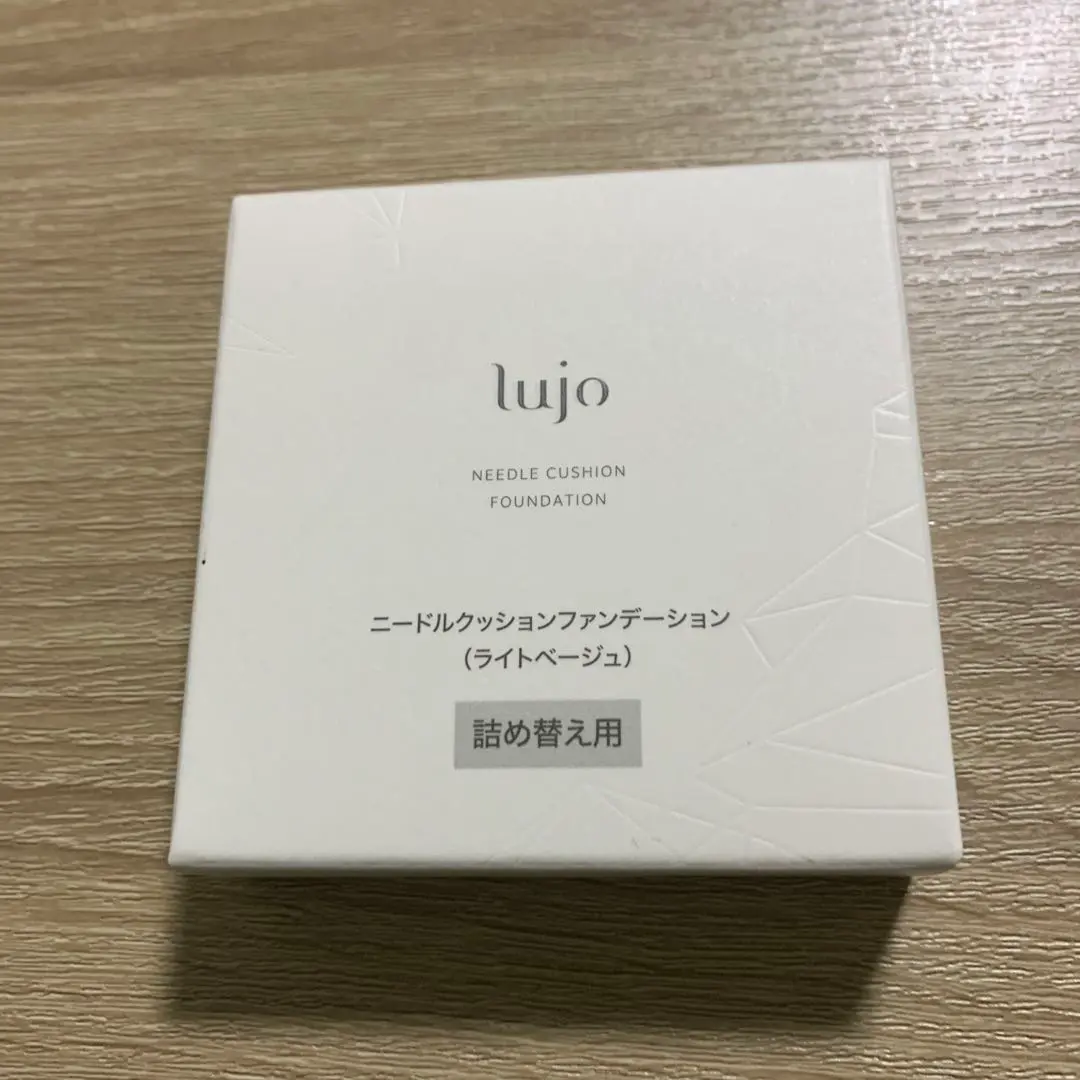 lujo
NEEDLE CUSHION
FOUNDATION
ニードルクッションファンデーション
（ライトベージュ）
詰め替え用